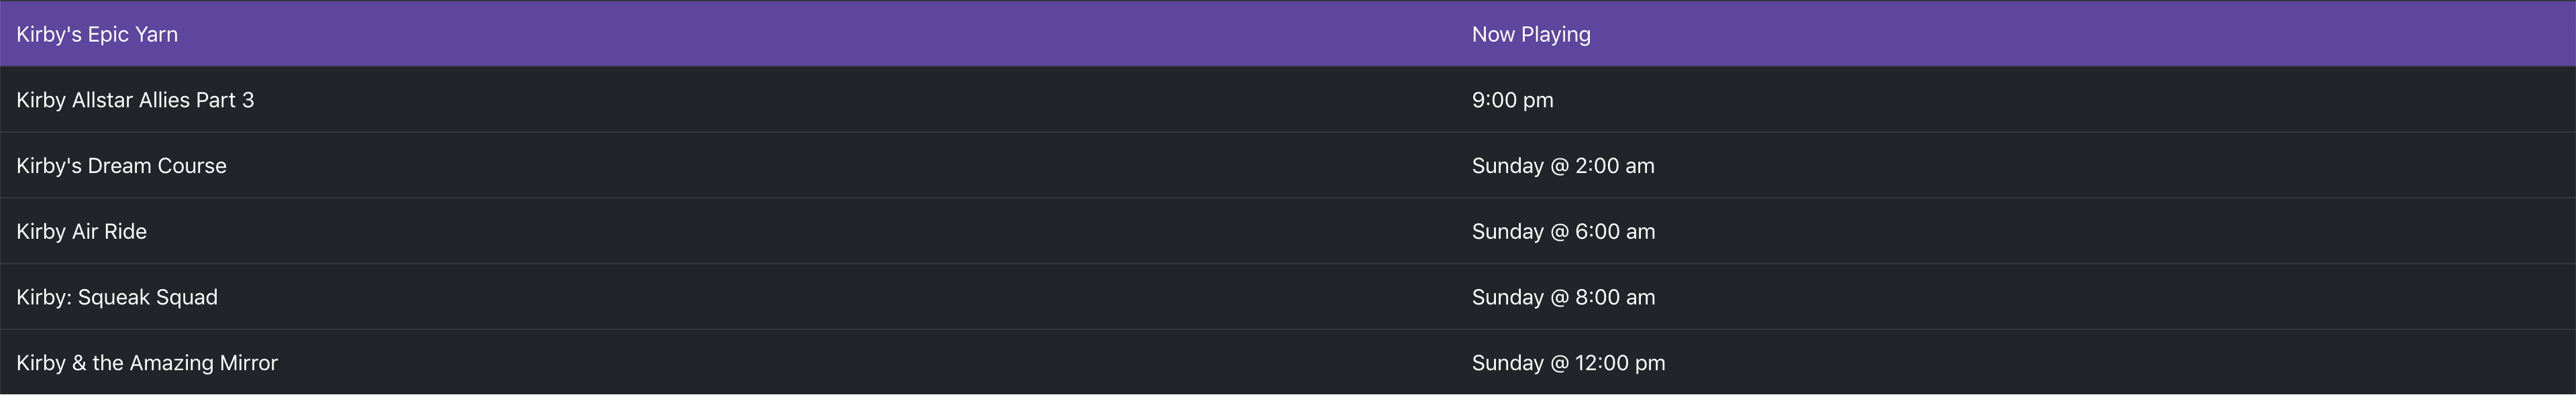 Kirby's Epic Yarn Now Playing
Kirby Allstar Allies Part 3 9:00 pm
Kirby's Dream Course Sunday @ 2:00 am
Kirby Air Ride Sunday @ 6:00 am
Kirby: Squeak Squad Sunday @ 8:00 am
Kirby & the Amazing Mirror Sunday @ 12:00 pm